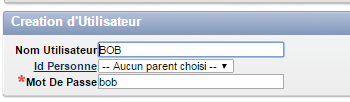 Creation d'Utilisateur
Nom Utilisateur BOB
Id Personne -- Aucun parent choisi --
*Mot De Passe bob